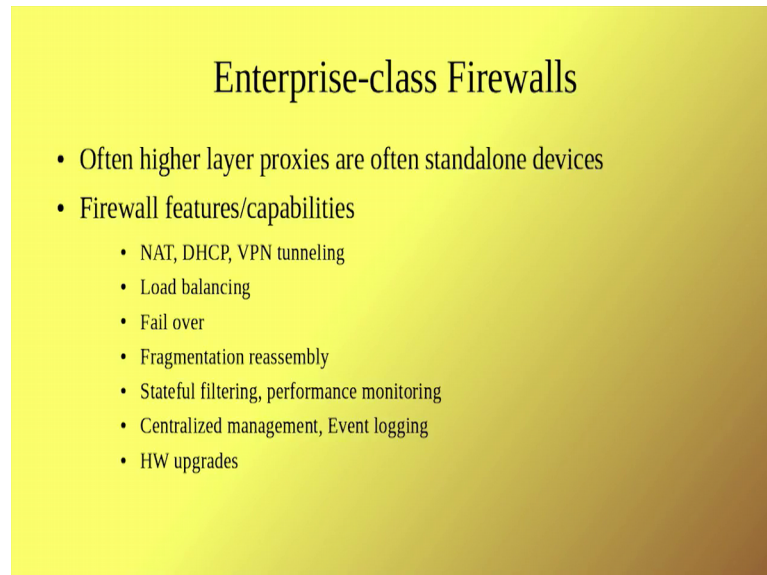 Enterprise-class Firewalls
• Often higher layer proxies are often standalone devices
• Firewall features/capabilities
• NAT, DHCP, VPN tunneling
• Load balancing
• Fail over
• Fragmentation reassembly
• Stateful filtering, performance monitoring
• Centralized management, Event logging
• HW upgrades